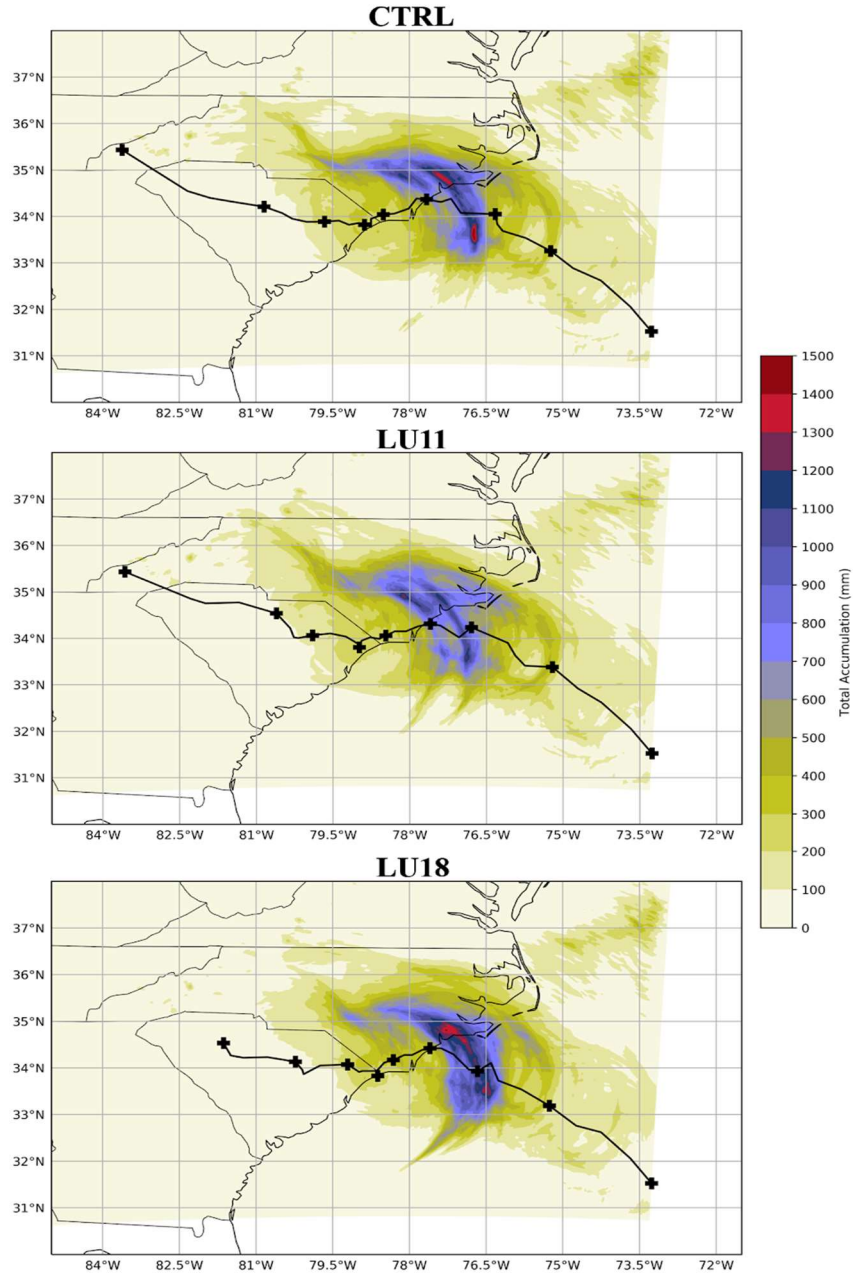 CTRL
37°N
36°N
35°N
34°N
33°N
32°N
31°N
84°W 82.5°W 81°W 79.5°W 78°W 76.5°W 75°W 73.5°W 72°W
LU11
37°N
36°N
35°N
34°N
33°N
32°N
31°N
84°W 82.5°W 81°W 79.5°W 78°W 76.5°W 75°W 73.5°W 72°W
LU18
37°N
36°N
35°N
34°N
33°N
32°N
31°N
84°W 82.5°W 81°W 79.5°W 78°W 76.5°W 75°W 73.5°W 72°W
1500
1400
1300
1200
1100
1000
900
800
700
600
500
400
300
200
100
0
Total Accumulation (mm)